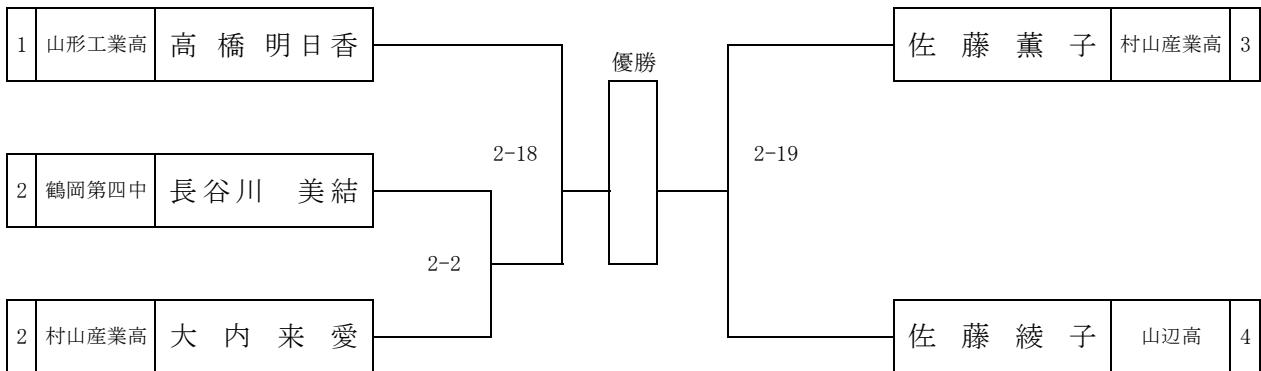 1 山形工業高 高橋明日香
佐藤薫子 村山産業高 3
優勝
2-18
2-19
2 鶴岡第四中 長谷川 美結
2-2
2 村山産業高 大内来愛
佐藤綾子 山辺高 4